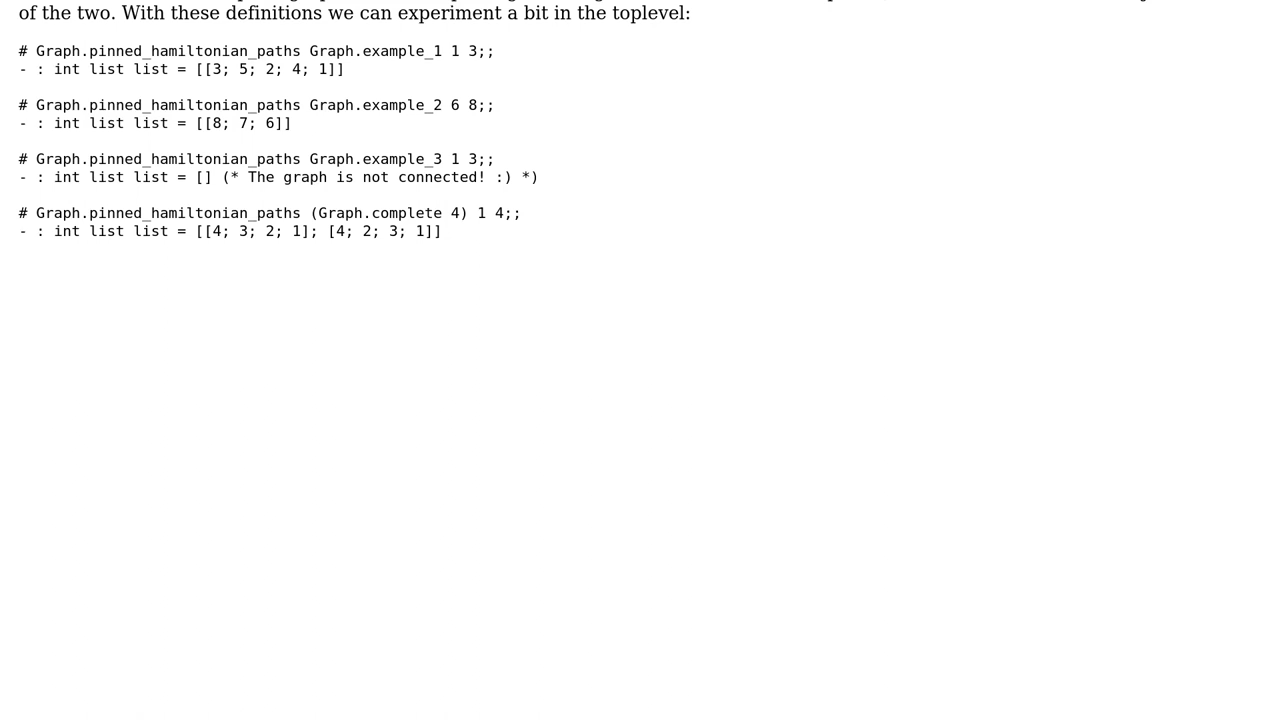 of the two. With these definitions we can experiment a bit in the toplevel:
# Graph.pinned_hamiltonian_paths Graph.example_1 1 3;;
- : int list list = [[3; 5; 2; 4; 1]]
# Graph.pinned_hamiltonian_paths Graph.example_2 6 8;;
- : int list list = [[8; 7; 6]]
# Graph.pinned_hamiltonian_paths Graph.example_3 1 3;;
- : int list list = [] (* The graph is not connected! :) *)
# Graph.pinned_hamiltonian_paths (Graph.complete 4) 1 4;;
- : int list list = [[4; 3; 2; 1]; [4; 2; 3; 1]]